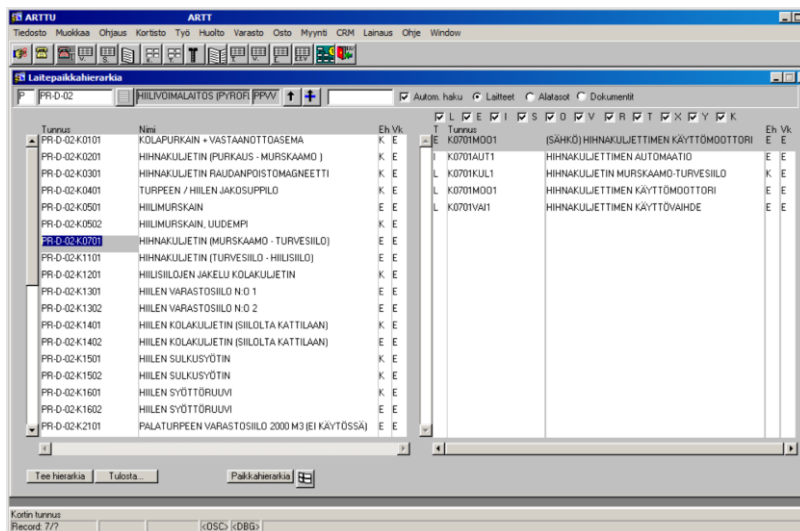 ARTTU ARTT
Tiedosto Muokkaa Ohjaus Kortisto Työ Huolto Varasto Osto Myynti CRM Lainaus Ohje Window
Laitepaikkahierarkia
P PR-D-02 HIILIVOIMALAITOS (PYROFL PPVV Autom. haku Laitteet Alatasot Dokumentit
L E I S O V R T X Y K
Tunnus Nimi Eh Vk
PR-D-02-K0101 KOLAPURKAIN + VASTAANOTTOASEMA K E
PR-D-02-K0201 HIHNAKULJETIN (PURKAUS - MURSKAAMO ) K E
PR-D-02-K0301 HIHNAKULJETIN RAUDANPOISTOMAGNEETTI K E
PR-D-02-K0401 TURPEEN / HIILEN JAKOSUPPILO K E
PR-D-02-K0501 HIILIMURSKAIN E E
PR-D-02-K0502 HIILIMURSKAIN, UUDEMPI K E
PR-D-02-K0701 HIHNAKULJETIN (MURSKAAMO - TURVESIILO) E E
PR-D-02-K1101 HIHNAKULJETIN (TURVESIILO - HIILISIILO) E E
PR-D-02-K1201 HIILISIILOJEN JAKELU KOLAKULJETIN K E
PR-D-02-K1301 HIILEN VARASTOSIILO N:O 1 E E
PR-D-02-K1302 HIILEN VARASTOSIILO N:O 2 E E
PR-D-02-K1401 HIILEN KOLAKULJETIN (SIILOLTA KATTILAAN) K E
PR-D-02-K1402 HIILEN KOLAKULJETIN (SIILOLTA KATTILAAN) E E
PR-D-02-K1501 HIILEN SULKUSYÖTIN K E
PR-D-02-K1502 HIILEN SULKUSYÖTIN K E
PR-D-02-K1601 HIILEN SYÖTTÖRUUVI K E
PR-D-02-K1602 HIILEN SYÖTTÖRUUVI E E
PR-D-02-K2101 PALATURPEEN VARASTOSIILO 2000 M3 (EI KÄYTÖSSÄ) E E
T Tunnus Eh Vk
E K0701MOO1 (SÄHKÖ) HIHNAKULJETTIMEN KÄYTTÖMOOTTORI E E
I K0701AUT1 HIHNAKULJETTIMEN AUTOMAATIO E E
L K0701KUL1 HIHNAKULJETIN MURSKAAMO-TURVESIILO K E
L K0701MOO1 HIHNAKULJETTIMEN KÄYTTÖMOOTTORI E E
L K0701VAI1 HIHNAKULJETTIMEN KÄYTTÖVAIHDE E E
Tee hierarkia Tulosta... Paikkahierarkia
Kortin tunnus
Record: 7/? <OSC> <DBG>